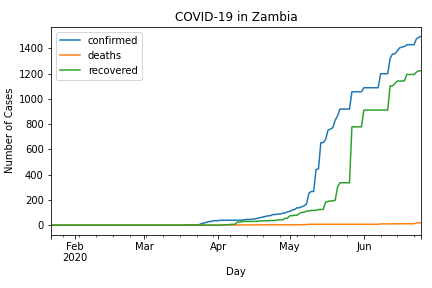 COVID-19 in Zambia
confirmed
deaths
recovered
Number of Cases
1400
1200
1000
800
600
400
200
0
Feb
2020
Mar
Apr
May
Jun
Day